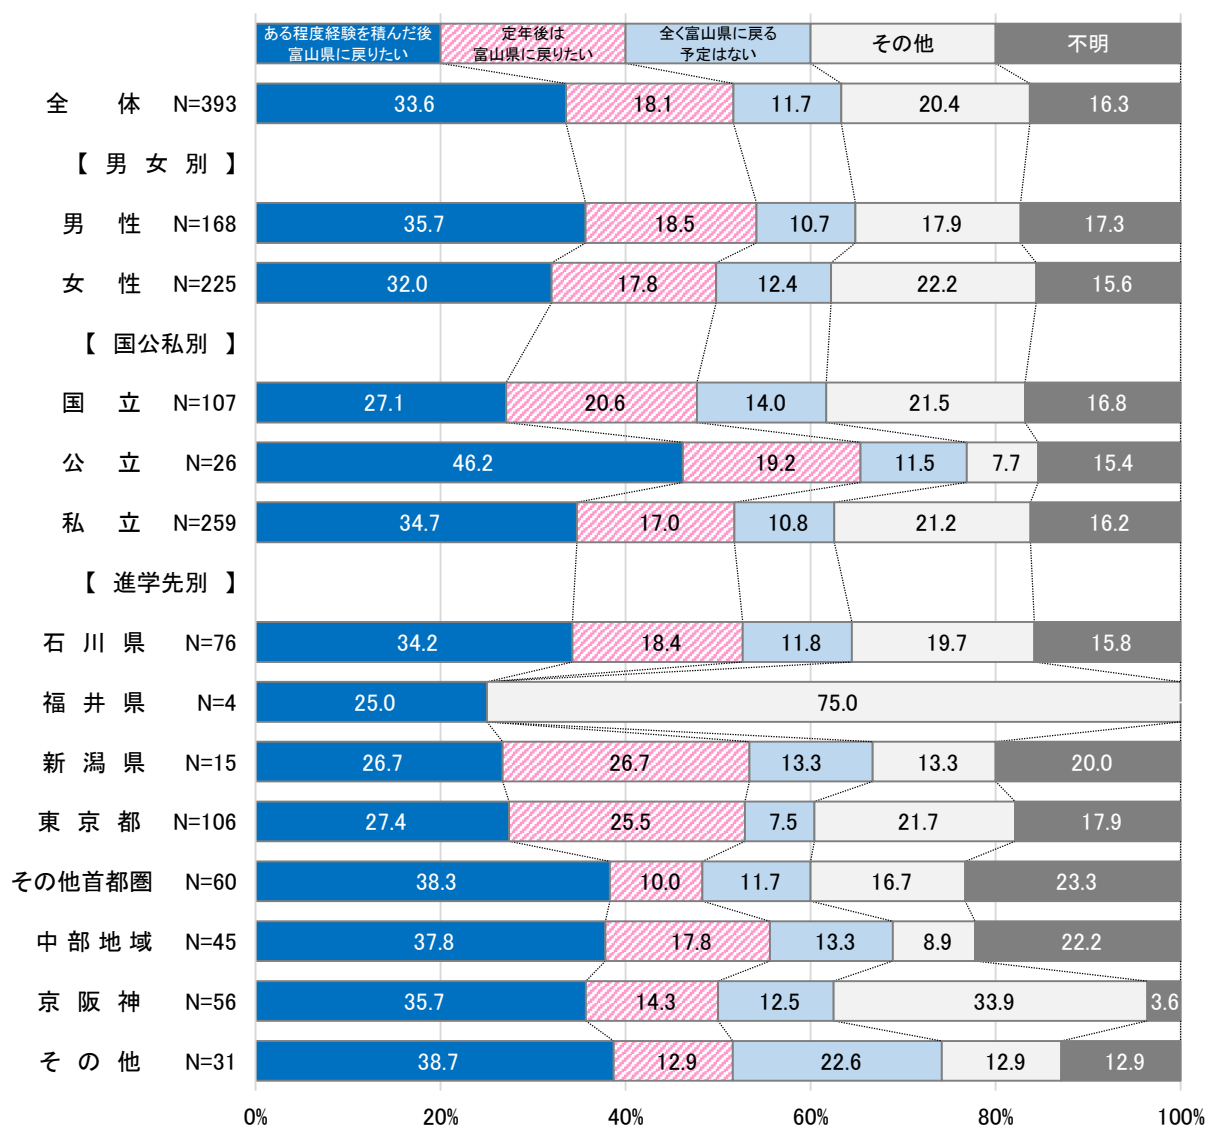 ある程度経験を積んだ後
富山県に戻りたい
定年後は
富山県に戻りたい
全く富山県に戻る
予定はない
その他
不明
全 体 N=393 33.6 18.1 11.7 20.4 16.3
【 男 女 別 】
男 性 N=168 35.7 18.5 10.7 17.9 17.3
女 性 N=225 32.0 17.8 12.4 22.2 15.6
【 国公私別 】
国 立 N=107 27.1 20.6 14.0 21.5 16.8
公 立 N=26 46.2 19.2 11.5 7.7 15.4
私 立 N=259 34.7 17.0 10.8 21.2 16.2
【 進学先別 】
石 川 県 N=76 34.2 18.4 11.8 19.7 15.8
福 井 県 N=4 25.0 75.0
新 潟 県 N=15 26.7 26.7 13.3 13.3 20.0
東 京 都 N=106 27.4 25.5 7.5 21.7 17.9
その他首都圏 N=60 38.3 10.0 11.7 16.7 23.3
中 部 地 域 N=45 37.8 17.8 13.3 8.9 22.2
京 阪 神 N=56 35.7 14.3 12.5 33.9 3.6
そ の 他 N=31 38.7 12.9 22.6 12.9 12.9
0% 20% 40% 60% 80% 100%